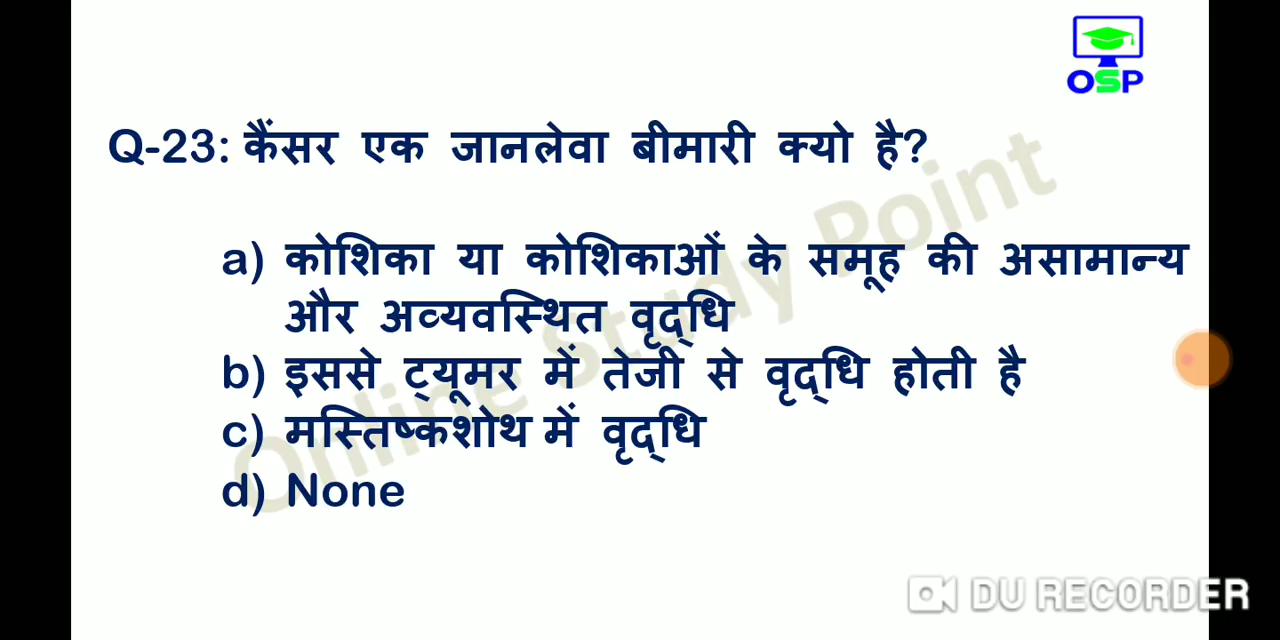 OSP
Q-23: कैंसर एक जानलेवा बीमारी क्यो है?
a) कोशिका या कोशिकाओं के समूह की असामान्य
और अव्यवस्थित वृद्धि
b) इससे ट्यूमर में तेजी से वृद्धि होती है
c) मस्तिष्कशोथ में वृद्धि
d) None
Online Study Point
DU RECORDER